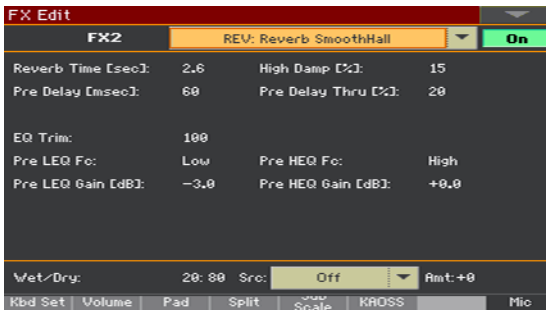 FX Edit
FX2 REV: Reverb SmoothHall On
Reverb Time [sec]: 2.6 High Damp [%]: 15
Pre Delay [msec]: 60 Pre Delay Thru [%]: 20
EQ Trim: 100
Pre LEQ Fc: Low Pre HEQ Fc: High
Pre LEQ Gain [dB]: -3.0 Pre HEQ Gain [dB]: +0.0
Wet/Dry: 20:80 Src: Off Amt:+0
Kbd Set Volume Pad Split Sub Scale KAOSS Mic